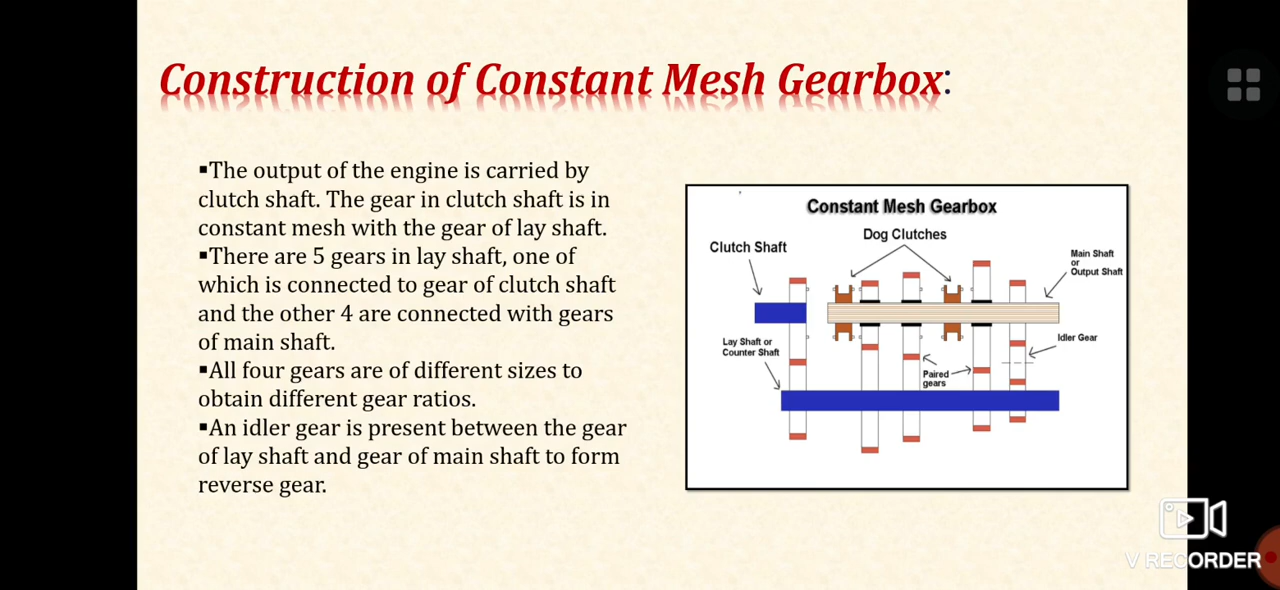 Construction of Constant Mesh Gearbox:
▪The output of the engine is carried by
clutch shaft. The gear in clutch shaft is in
constant mesh with the gear of lay shaft.
▪There are 5 gears in lay shaft, one of
which is connected to gear of clutch shaft
and the other 4 are connected with gears
of main shaft.
▪All four gears are of different sizes to
obtain different gear ratios.
▪An idler gear is present between the gear
of lay shaft and gear of main shaft to form
reverse gear.
Constant Mesh Gearbox
Dog Clutches
Clutch Shaft
Main Shaft
or
Output Shaft
Lay Shaft or
Counter Shaft
Idler Gear
Paired
gears
V RECORDER